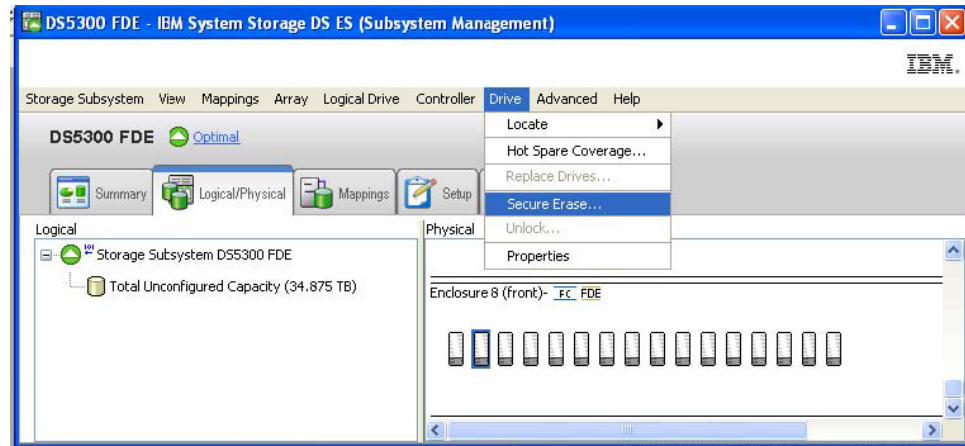 DS5300 FDE - IBM System Storage DS ES (Subsystem Management)
IBM.
Storage Subsystem View Mappings Array Logical Drive Controller Drive Advanced Help
DS5300 FDE Optimal
Locate
Hot Spare Coverage...
Replace Drives...
Secure Erase...
Unlock...
Properties
Summary Logical/Physical Mappings Setup
Logical
Storage Subsystem DS5300 FDE
Total Unconfigured Capacity (34.875 TB)
Physical
Enclosure 8 (front)- FC FDE